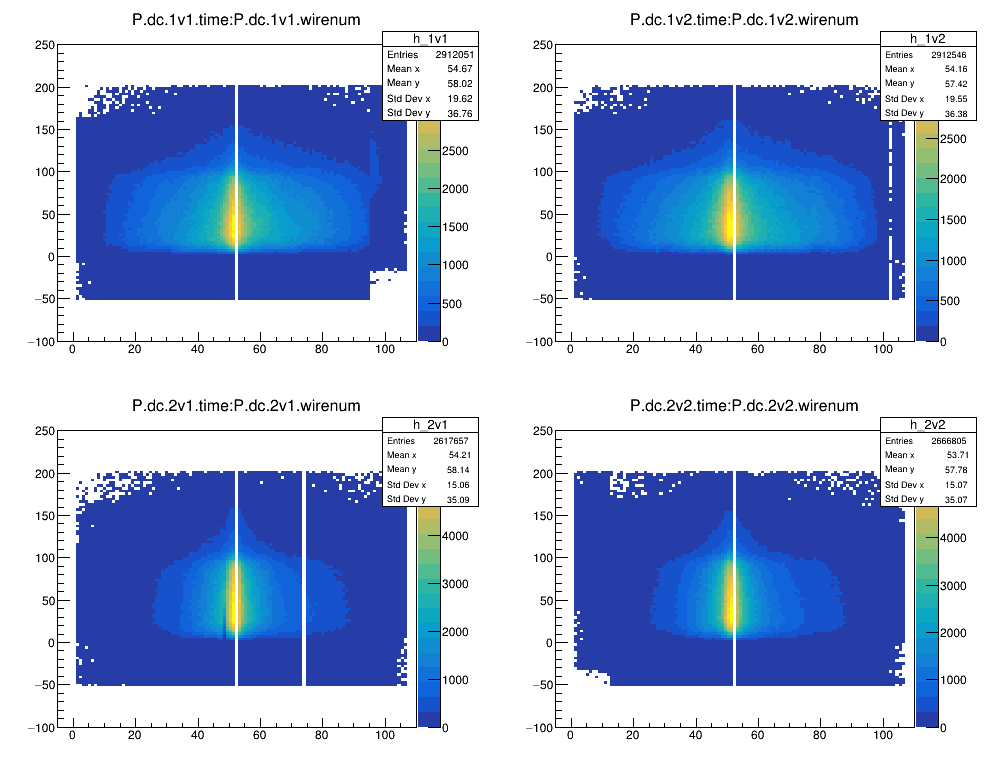 P.dc.1v1.time:P.dc.1v1.wirenum
h_1v1
Entries 2912051
Mean x 54.67
Mean y 58.02
Std Dev x 19.62
Std Dev y 36.76
250
200
150
100
50
0
−50
−100
0 20 40 60 80 100
2500
2000
1500
1000
500
0
P.dc.1v2.time:P.dc.1v2.wirenum
h_1v2
Entries 2912546
Mean x 54.16
Mean y 57.42
Std Dev x 19.55
Std Dev y 36.38
250
200
150
100
50
0
−50
−100
0 20 40 60 80 100
2500
2000
1500
1000
500
0
P.dc.2v1.time:P.dc.2v1.wirenum
h_2v1
Entries 2617657
Mean x 54.21
Mean y 58.14
Std Dev x 15.06
Std Dev y 35.09
250
200
150
100
50
0
−50
−100
0 20 40 60 80 100
4000
3000
2000
1000
0
P.dc.2v2.time:P.dc.2v2.wirenum
h_2v2
Entries 2666805
Mean x 53.71
Mean y 57.78
Std Dev x 15.07
Std Dev y 35.07
250
200
150
100
50
0
−50
−100
0 20 40 60 80 100
4000
3000
2000
1000
0